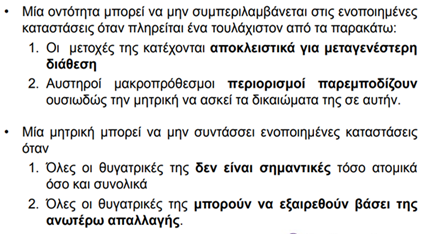 • Μία οντότητα μπορεί να μην συμπεριλαμβάνεται στις ενοποιημένες
καταστάσεις όταν πληρείται ένα τουλάχιστον από τα παρακάτω:
1. Οι μετοχές της κατέχονται αποκλειστικά για μεταγενέστερη
διάθεση
2. Αυστηροί μακροπρόθεσμοι περιορισμοί παρεμποδίζουν
ουσιωδώς την μητρική να ασκεί τα δικαιώματα της σε αυτήν.
• Μία μητρική μπορεί να μην συντάσσει ενοποιημένες καταστάσεις
όταν
1. Όλες οι θυγατρικές της δεν είναι σημαντικές τόσο ατομικά
όσο και συνολικά
2. Όλες οι θυγατρικές της μπορούν να εξαιρεθούν βάσει της
ανωτέρω απαλλαγής.